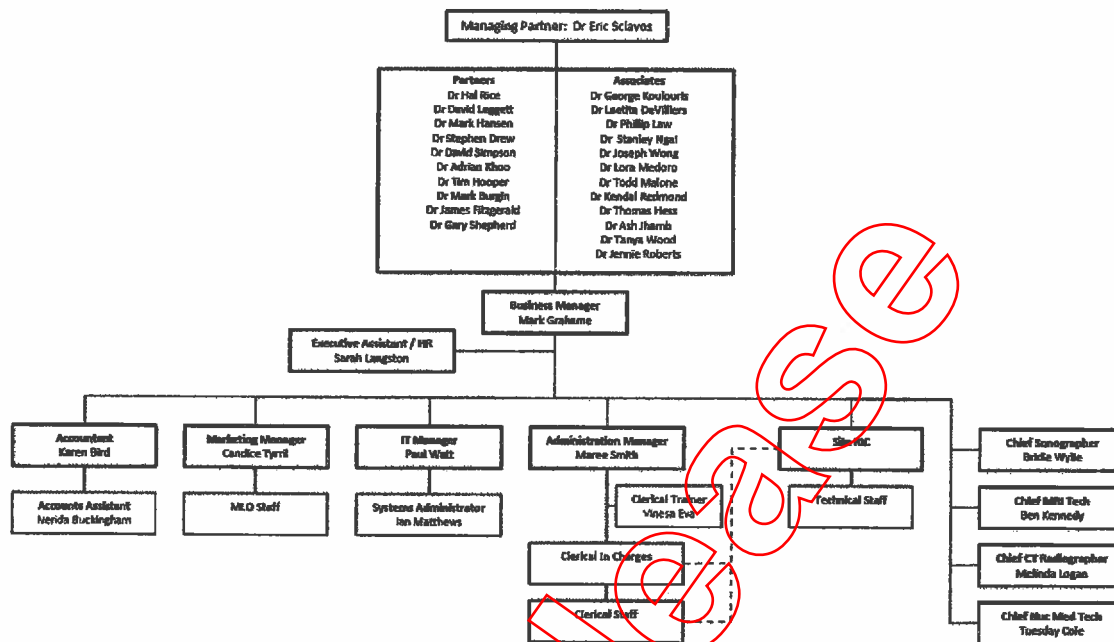 Managing Partner: Dr Eric Sclavos
Partners
Dr Hal Rice
Dr David Leggett
Dr Mark Hansen
Dr Stephen Drew
Dr David Simpson
Dr Adrian Khoo
Dr Tim Hooper
Dr Mark Burgin
Dr James Fitzgerald
Dr Gary Shepherd
Associates
Dr George Koulouris
Dr Laetita DeVilliers
Dr Phillip Law
Dr Stanley Ngai
Dr Joseph Wong
Dr Lora Medoro
Dr Todd Malone
Dr Kendal Redmond
Dr Thomas Hess
Dr Ash Jhamb
Dr Tanya Wood
Dr Jennie Roberts
Business Manager
Mark Grahame
Executive Assistant / HR
Sarah Langston
Accountant
Karen Bird
Accounts Assistant
Nerida Buckingham
Marketing Manager
Candice Tyrril
MLO Staff
IT Manager
Paul Watt
Systems Administrator
Ian Matthews
Administration Manager
Maree Smith
Clerical Trainer
Vinesa Eva
Clerical In Charges
Clerical Staff
Site
Technical Staff
Chief Sonographer
Bridie Wyllie
Chief MRI Tech
Ben Kennedy
Chief CT Radiographer
Melinda Logan
Chief Nuc Med Tech
Tuesday Cole
lease